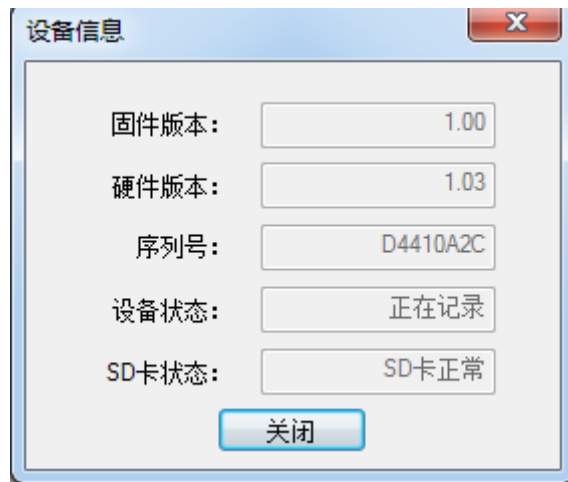 设备信息
固件版本： 1.00
硬件版本： 1.03
序列号： D4410A2C
设备状态： 正在记录
SD卡状态： SD卡正常
关闭